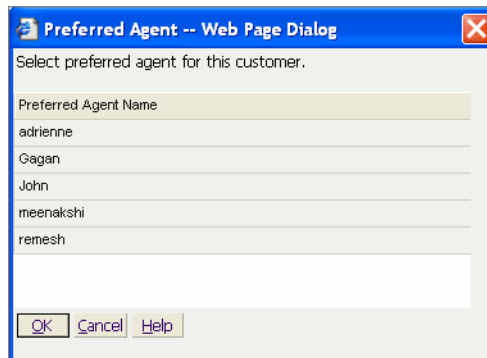 Preferred Agent -- Web Page Dialog
Select preferred agent for this customer.
Preferred Agent Name
adrienne
Gagan
John
meenakshi
remesh
OK Cancel Help